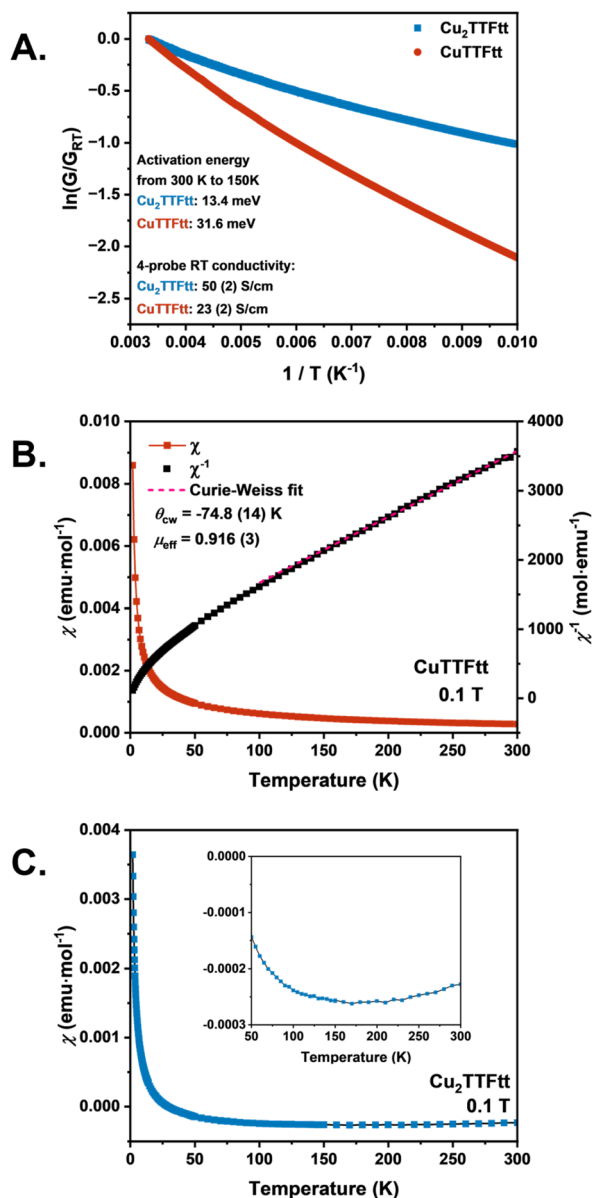 A.
Cu₂TTFtt
CuTTFtt
0.0
−0.5
−1.0
−1.5
−2.0
−2.5
ln(G/G_RT)
Activation energy
from 300 K to 150K
Cu₂TTFtt: 13.4 meV
CuTTFtt: 31.6 meV
4-probe RT conductivity:
Cu₂TTFtt: 50 (2) S/cm
CuTTFtt: 23 (2) S/cm
0.003 0.004 0.005 0.006 0.007 0.008 0.009 0.010
1 / T (K⁻¹)
B.
0.010
0.008
0.006
0.004
0.002
0.000
χ (emu·mol⁻¹)
χ
χ⁻¹
Curie-Weiss fit
θcw = -74.8 (14) K
μeff = 0.916 (3)
CuTTFtt
0.1 T
4000
3000
2000
1000
0
χ⁻¹ (mol·emu⁻¹)
0 50 100 150 200 250 300
Temperature (K)
C.
0.004
0.003
0.002
0.001
0.000
χ (emu·mol⁻¹)
0.0000
-0.0001
-0.0002
-0.0003
50 100 150 200 250 300
Temperature (K)
Cu₂TTFtt
0.1 T
0 50 100 150 200 250 300
Temperature (K)